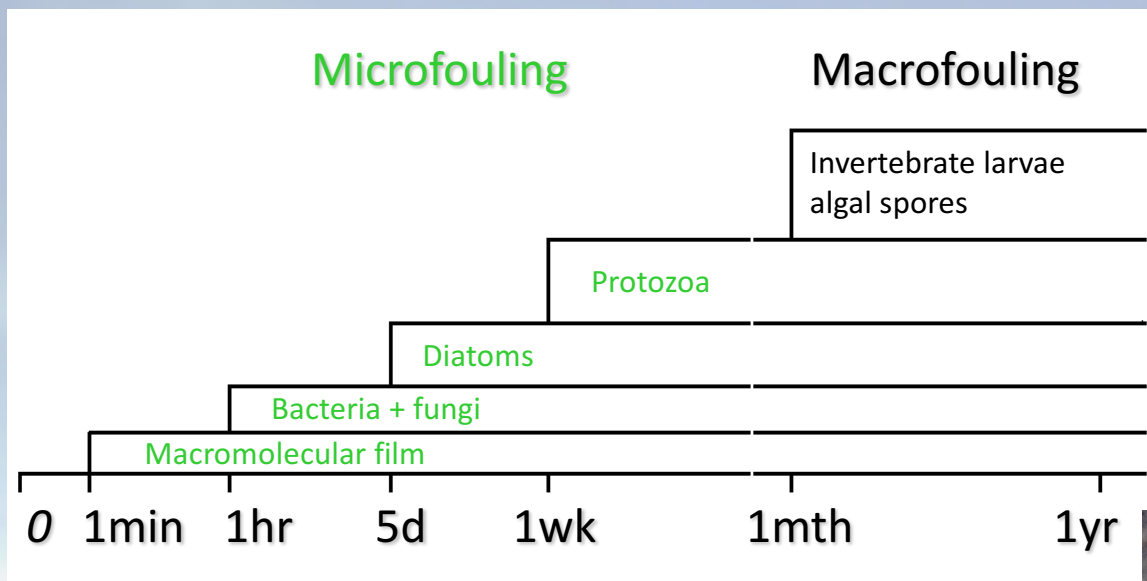 Microfouling
Macrofouling
Invertebrate larvae
algal spores
Protozoa
Diatoms
Bacteria + fungi
Macromolecular film
0 1min 1hr 5d 1wk 1mth 1yr